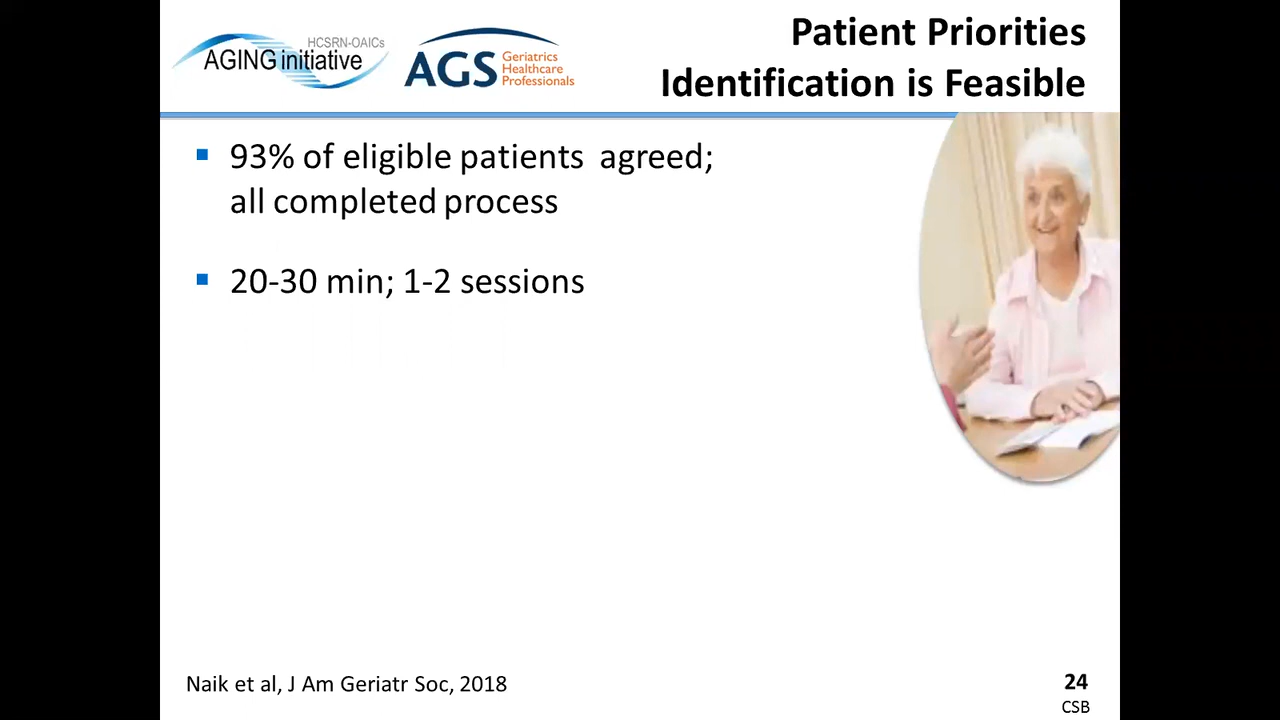 HCSRN-OAICs
AGING initiative
AGS
Geriatrics
Healthcare
Professionals
Patient Priorities
Identification is Feasible
▪ 93% of eligible patients agreed;
all completed process
▪ 20-30 min; 1-2 sessions
Naik et al, J Am Geriatr Soc, 2018
24
CSB